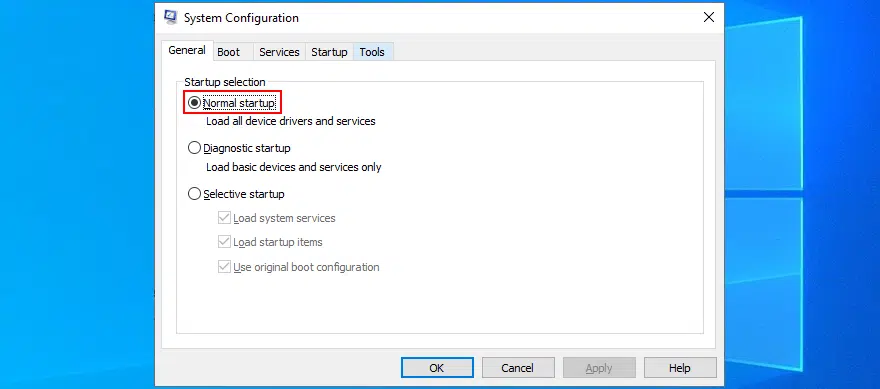 System Configuration
General Boot Services Startup Tools
Startup selection
Normal startup
Load all device drivers and services
Diagnostic startup
Load basic devices and services only
Selective startup
Load system services
Load startup items
Use original boot configuration
OK Cancel Apply Help